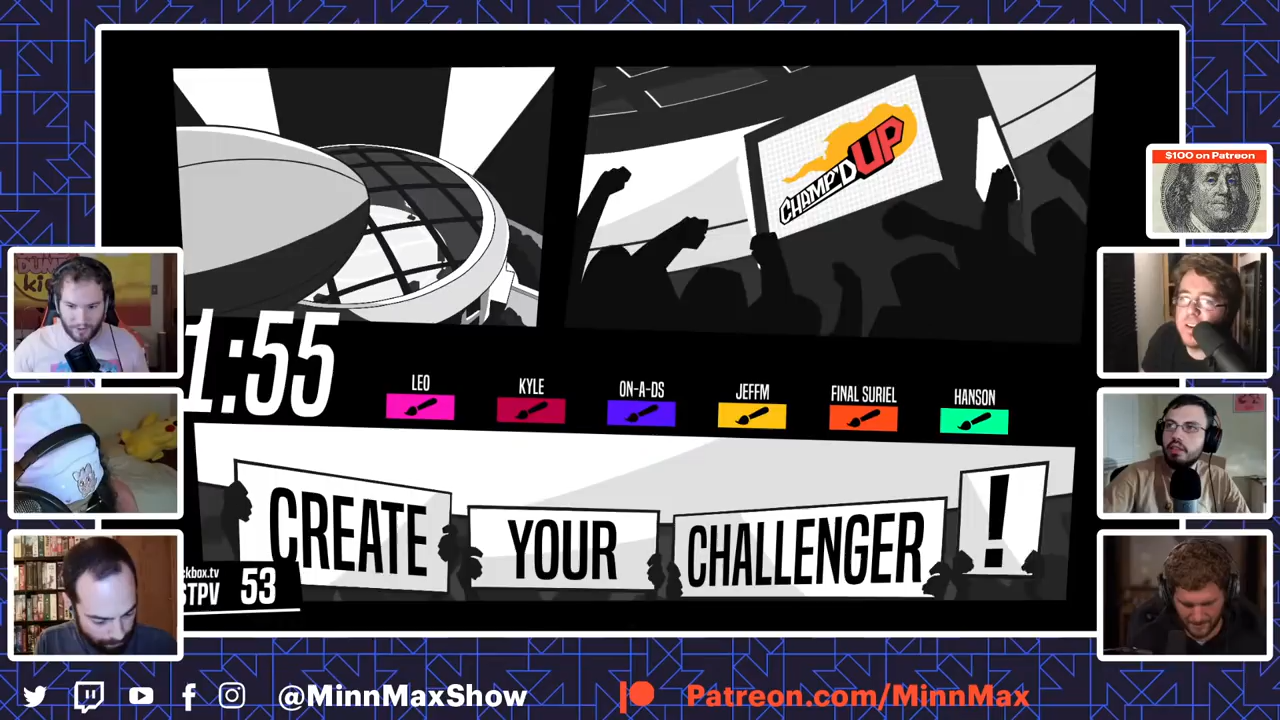 $100 on Patreon
CHAMP'D UP
1:55
LEO
KYLE
ON-A-DS
JEFFM
FINAL SURIEL
HANSON
CREATE YOUR CHALLENGER !
ckbox.tv
STPV 53
@MinnMaxShow
Patreon.com/MinnMax